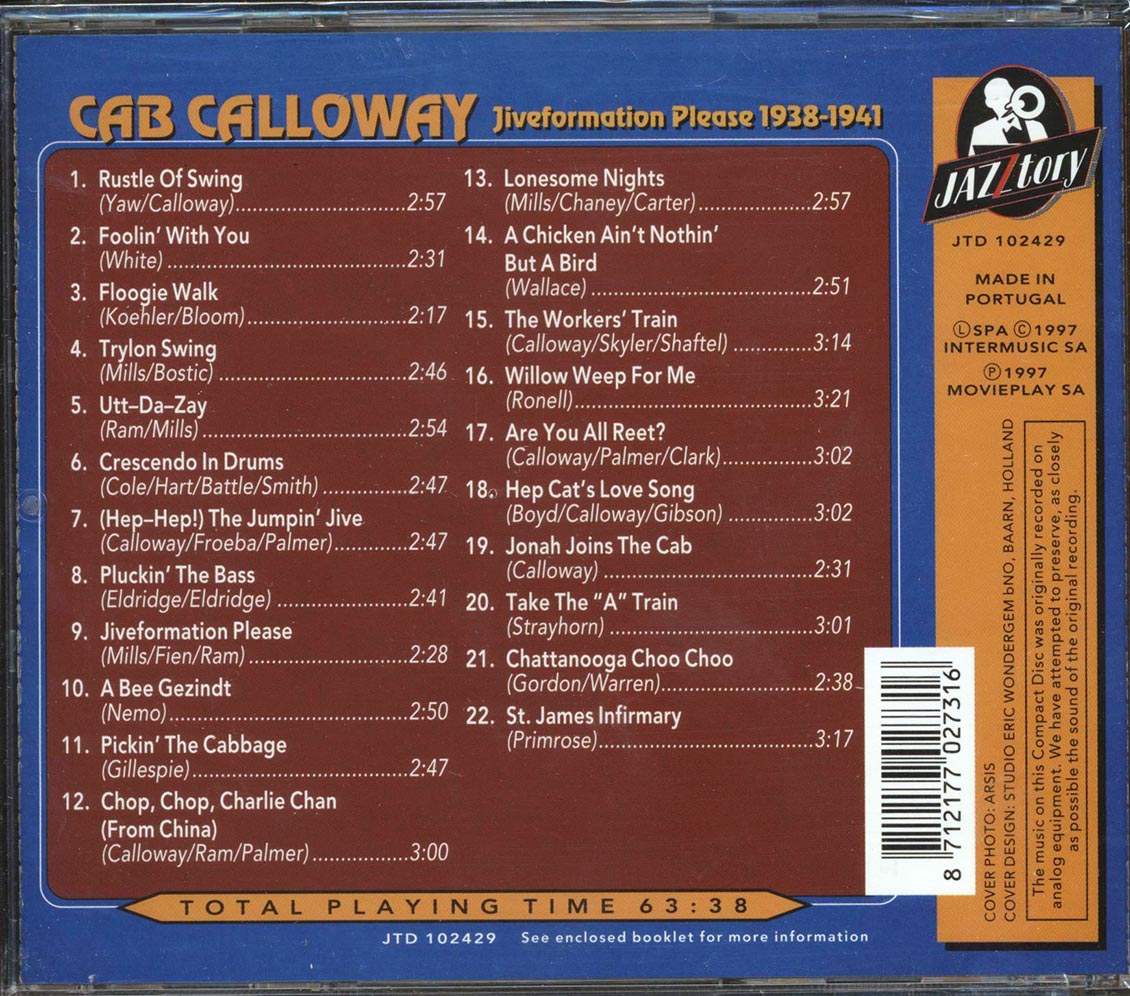 CAB CALLOWAY Jiveformation Please 1938-1941
1. Rustle Of Swing
(Yaw/Calloway)..........................2:57
2. Foolin' With You
(White)....................................2:31
3. Floogie Walk
(Koehler/Bloom)........................2:17
4. Trylon Swing
(Mills/Bostic)............................2:46
5. Utt–Da–Zay
(Ram/Mills)...............................2:54
6. Crescendo In Drums
(Cole/Hart/Battle/Smith).............2:47
7. (Hep–Hep!) The Jumpin' Jive
(Calloway/Froeba/Palmer)...........2:47
8. Pluckin' The Bass
(Eldridge/Eldridge)....................2:41
9. Jiveformation Please
(Mills/Fien/Ram)........................2:28
10. A Bee Gezindt
(Nemo)....................................2:50
11. Pickin' The Cabbage
(Gillespie)................................2:47
12. Chop, Chop, Charlie Chan
(From China)
(Calloway/Ram/Palmer)..............3:00
13. Lonesome Nights
(Mills/Chaney/Carter).................2:57
14. A Chicken Ain't Nothin'
But A Bird
(Wallace).................................2:51
15. The Workers' Train
(Calloway/Skyler/Shaftel)...........3:14
16. Willow Weep For Me
(Ronell)...................................3:21
17. Are You All Reet?
(Calloway/Palmer/Clark).............3:02
18. Hep Cat's Love Song
(Boyd/Calloway/Gibson).............3:02
19. Jonah Joins The Cab
(Calloway)...............................2:31
20. Take The "A" Train
(Strayhorn)..............................3:01
21. Chattanooga Choo Choo
(Gordon/Warren).......................2:38
22. St. James Infirmary
(Primrose)................................3:17
TOTAL PLAYING TIME 63:38
JTD 102429 See enclosed booklet for more information
JAZZtory
JTD 102429
MADE IN
PORTUGAL
ⓁSPA ©1997
INTERMUSIC SA
℗1997
MOVIEPLAY SA
COVER PHOTO: ARSIS
COVER DESIGN: STUDIO ERIC WONDERGEM bNO, BAARN, HOLLAND
The music on this Compact Disc was originally recorded on
analog equipment. We have attempted to preserve, as closely
as possible the sound of the original recording.
8 712177 027316